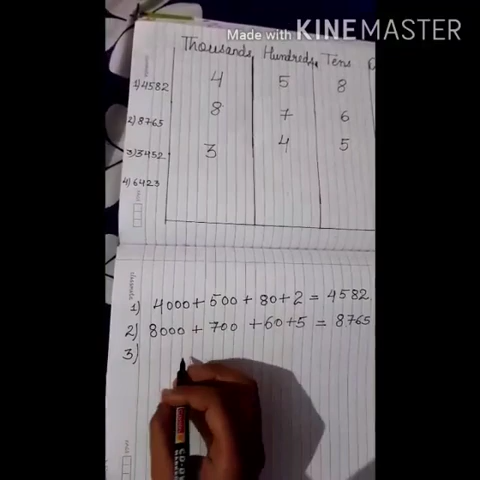 Made with KINEMASTER
Thousands Hundreds Tens
1) 4582 4 5 8
2) 8765 8 7 6
3) 3452 3 4 5
4) 6423
1) 4000 + 500 + 80 + 2 = 4582
2) 8000 + 700 + 60 + 5 = 8765
3)